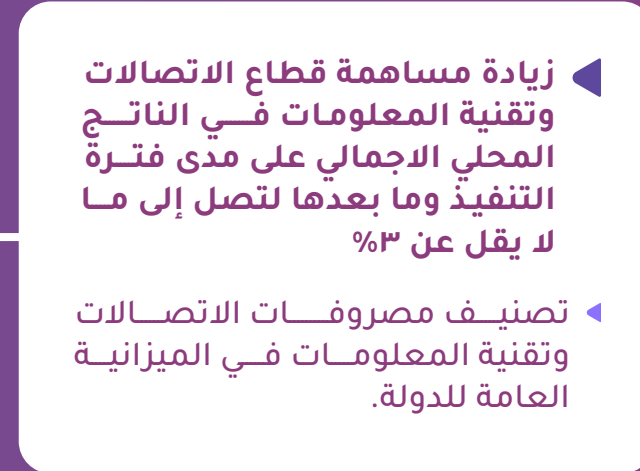 زيادة مساهمة قطاع الاتصالات
وتقنية المعلومات في الناتج
المحلي الاجمالي على مدى فترة
التنفيذ وما بعدها لتصل إلى ما
لا يقل عن ٣%
تصنيف مصروفات الاتصالات
وتقنية المعلومات في الميزانية
العامة للدولة.